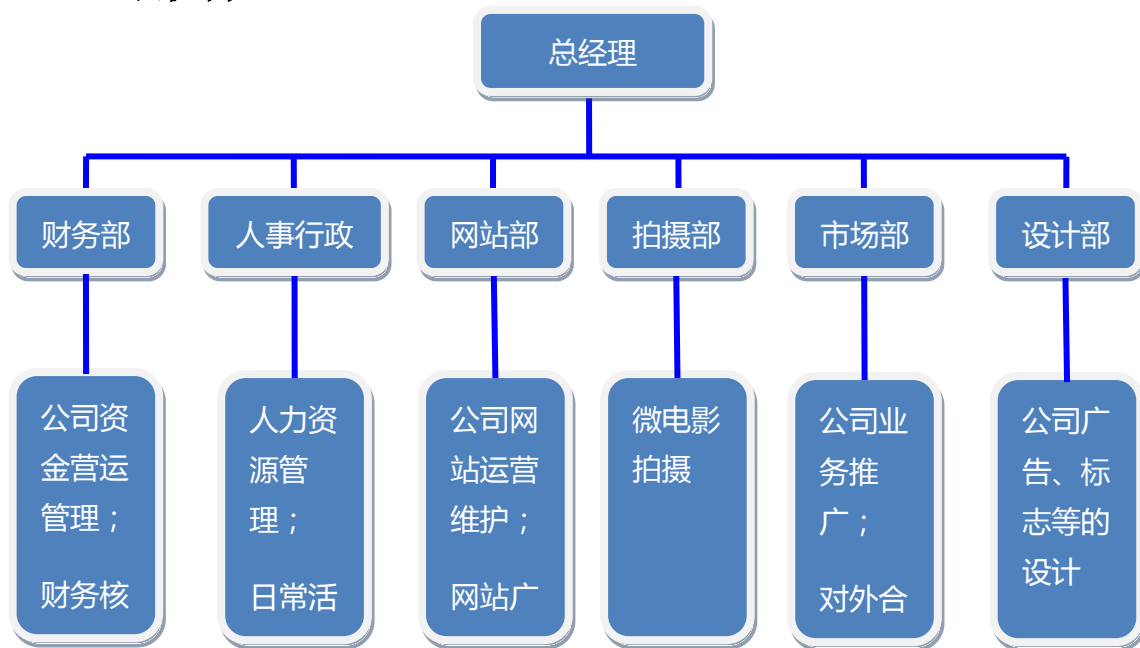 总经理
财务部
人事行政
网站部
拍摄部
市场部
设计部
公司资
金营运
管理；
财务核
人力资
源管
理；
日常活
公司网
站运营
维护；
网站广
微电影
拍摄
公司业
务推
广；
对外合
公司广
告、标
志等的
设计